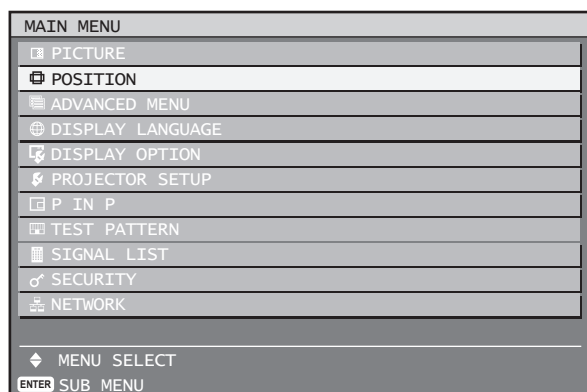 MAIN MENU
PICTURE
POSITION
ADVANCED MENU
DISPLAY LANGUAGE
DISPLAY OPTION
PROJECTOR SETUP
P IN P
TEST PATTERN
SIGNAL LIST
SECURITY
NETWORK
MENU SELECT
ENTER SUB MENU